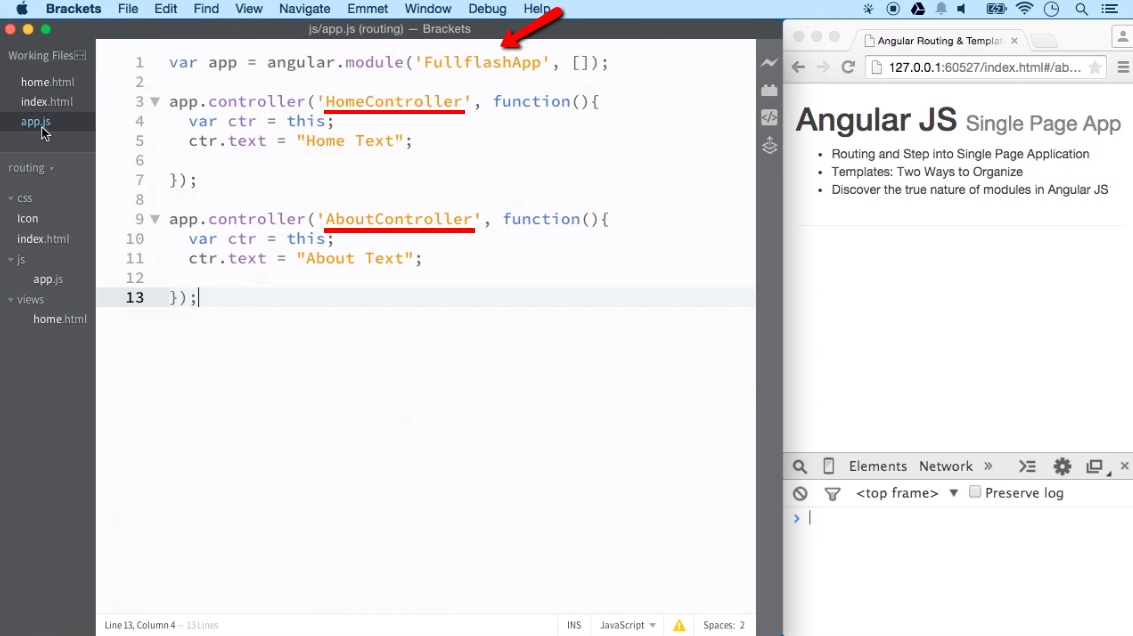 Brackets File Edit Find View Navigate Emmet Window Debug Help
js/app.js (routing) — Brackets
Working Files
home.html
index.html
app.js
routing
css
Icon
index.html
js
app.js
views
home.html
1 var app = angular.module('FullflashApp', []);
2
3 app.controller('HomeController', function(){
4 var ctr = this;
5 ctr.text = "Home Text";
6
7 });
8
9 app.controller('AboutController', function(){
10 var ctr = this;
11 ctr.text = "About Text";
12
13 });
Line 13, Column 4 — 13 Lines
INS JavaScript Spaces: 2
Angular Routing & Templat
127.0.0.1:60527/index.html#/ab...
Angular JS Single Page App
• Routing and Step into Single Page Application
• Templates: Two Ways to Organize
• Discover the true nature of modules in Angular JS
Elements Network »
<top frame> Preserve log
>